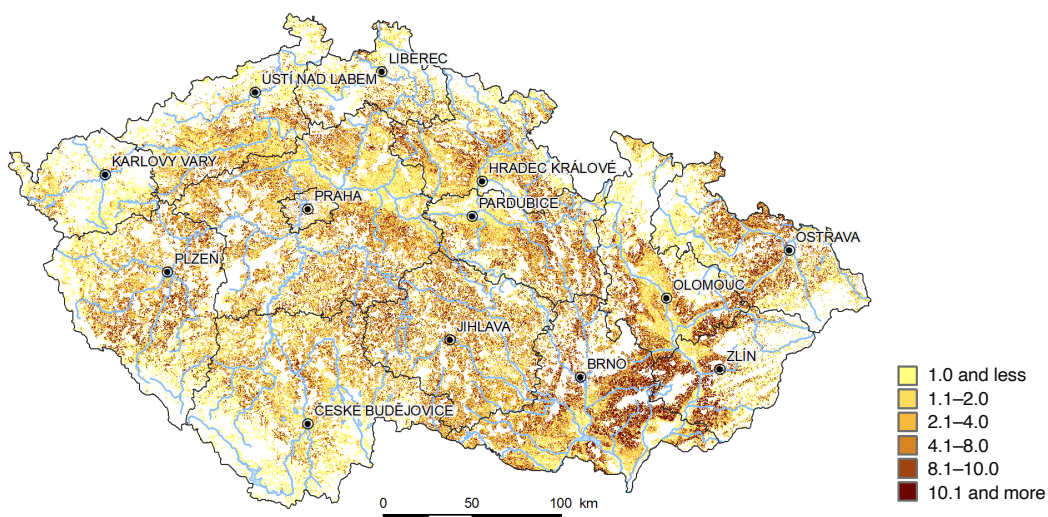 LIBEREC
ÚSTÍ NAD LABEM
KARLOVY VARY
HRADEC KRÁLOVÉ
PRAHA
PARDUBICE
OSTRAVA
PLZEŇ
OLOMOUC
JIHLAVA
BRNO
ZLÍN
ČESKÉ BUDĚJOVICE
1.0 and less
1.1–2.0
2.1–4.0
4.1–8.0
8.1–10.0
10.1 and more
0 50 100 km